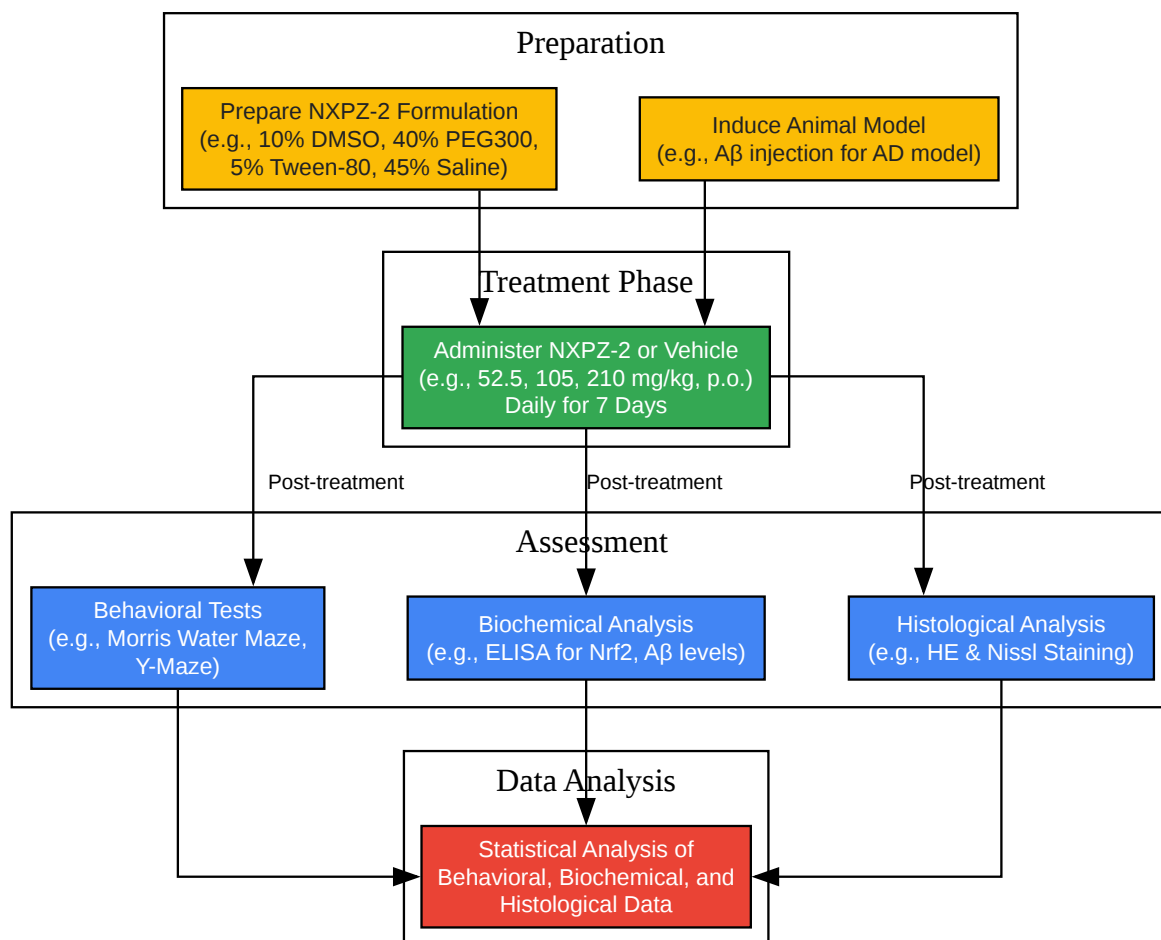 Preparation
Prepare NXPZ-2 Formulation
(e.g., 10% DMSO, 40% PEG300,
5% Tween-80, 45% Saline)
Induce Animal Model
(e.g., Aβ injection for AD model)
Treatment Phase
Administer NXPZ-2 or Vehicle
(e.g., 52.5, 105, 210 mg/kg, p.o.)
Daily for 7 Days
Post-treatment
Post-treatment
Post-treatment
Assessment
Behavioral Tests
(e.g., Morris Water Maze,
Y-Maze)
Biochemical Analysis
(e.g., ELISA for Nrf2, Aβ levels)
Histological Analysis
(e.g., HE & Nissl Staining)
Data Analysis
Statistical Analysis of
Behavioral, Biochemical, and
Histological Data